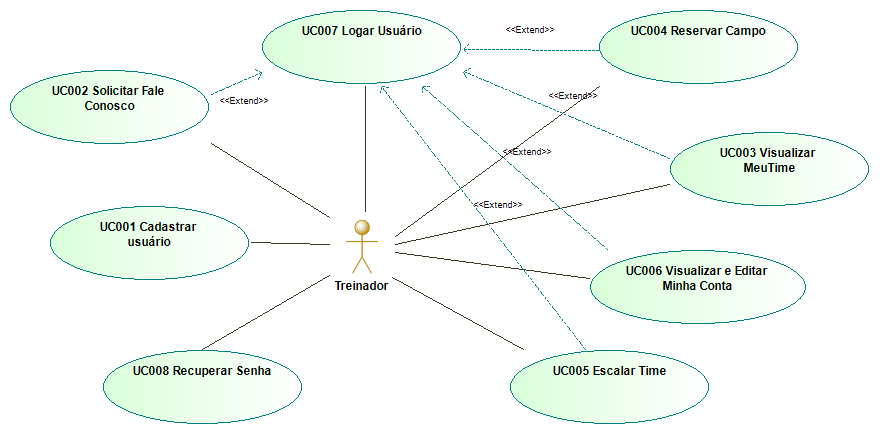 UC007 Logar Usuário
<<Extend>>
UC004 Reservar Campo
UC002 Solicitar Fale
Conosco
<<Extend>>
<<Extend>>
UC003 Visualizar
MeuTime
<<Extend>>
<<Extend>>
UC001 Cadastrar
usuário
Treinador
UC006 Visualizar e Editar
Minha Conta
UC008 Recuperar Senha
UC005 Escalar Time